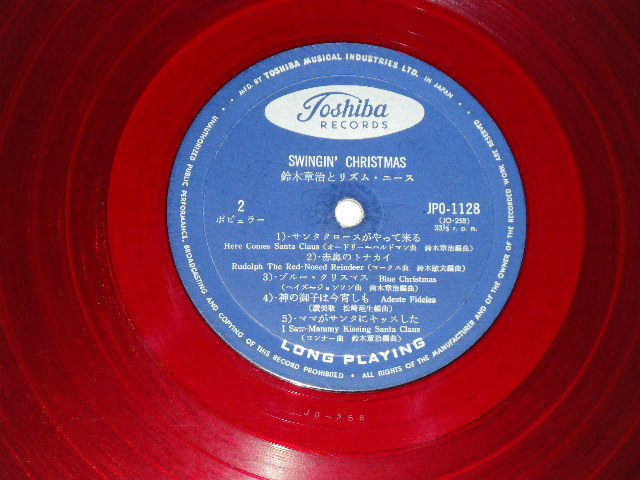 MFD. BY TOSHIBA MUSICAL INDUSTRIES LTD. IN JAPAN
Toshiba
RECORDS
SWINGIN' CHRISTMAS
鈴木章治とリズム・エース
2
ポピュラー
JPO-1128
(JO-258)
33⅓ r. p. m.
1)・サンタクロースがやって来る
Here Comes Santa Claus (オードリー〜ヘルドマン曲 鈴木章治編曲)
2)・赤鼻のトナカイ
Rudolph The Red-Nosed Reindeer (マークス曲 鈴木敏夫編曲)
3)・ブルー・クリスマス Blue Christmas
(ヘイズ〜ジョンソン曲 鈴木章治編曲)
4)・神の御子は今宵しも Adeste Fideles
(讃美歌 松崎竜生編曲)
5)・ママがサンタにキッスした
I Saw Mommy Kissing Santa Claus
(コンナー曲 鈴木章治編曲)
LONG PLAYING
UNAUTHORIZED PUBLIC PERFORMANCE, BROADCASTING AND COPYING OF THIS RECORD PROHIBITED • ALL RIGHTS OF THE MANUFACTURER AND OF THE OWNER OF THE RECORDED WORK ARE RESERVED
JO-258